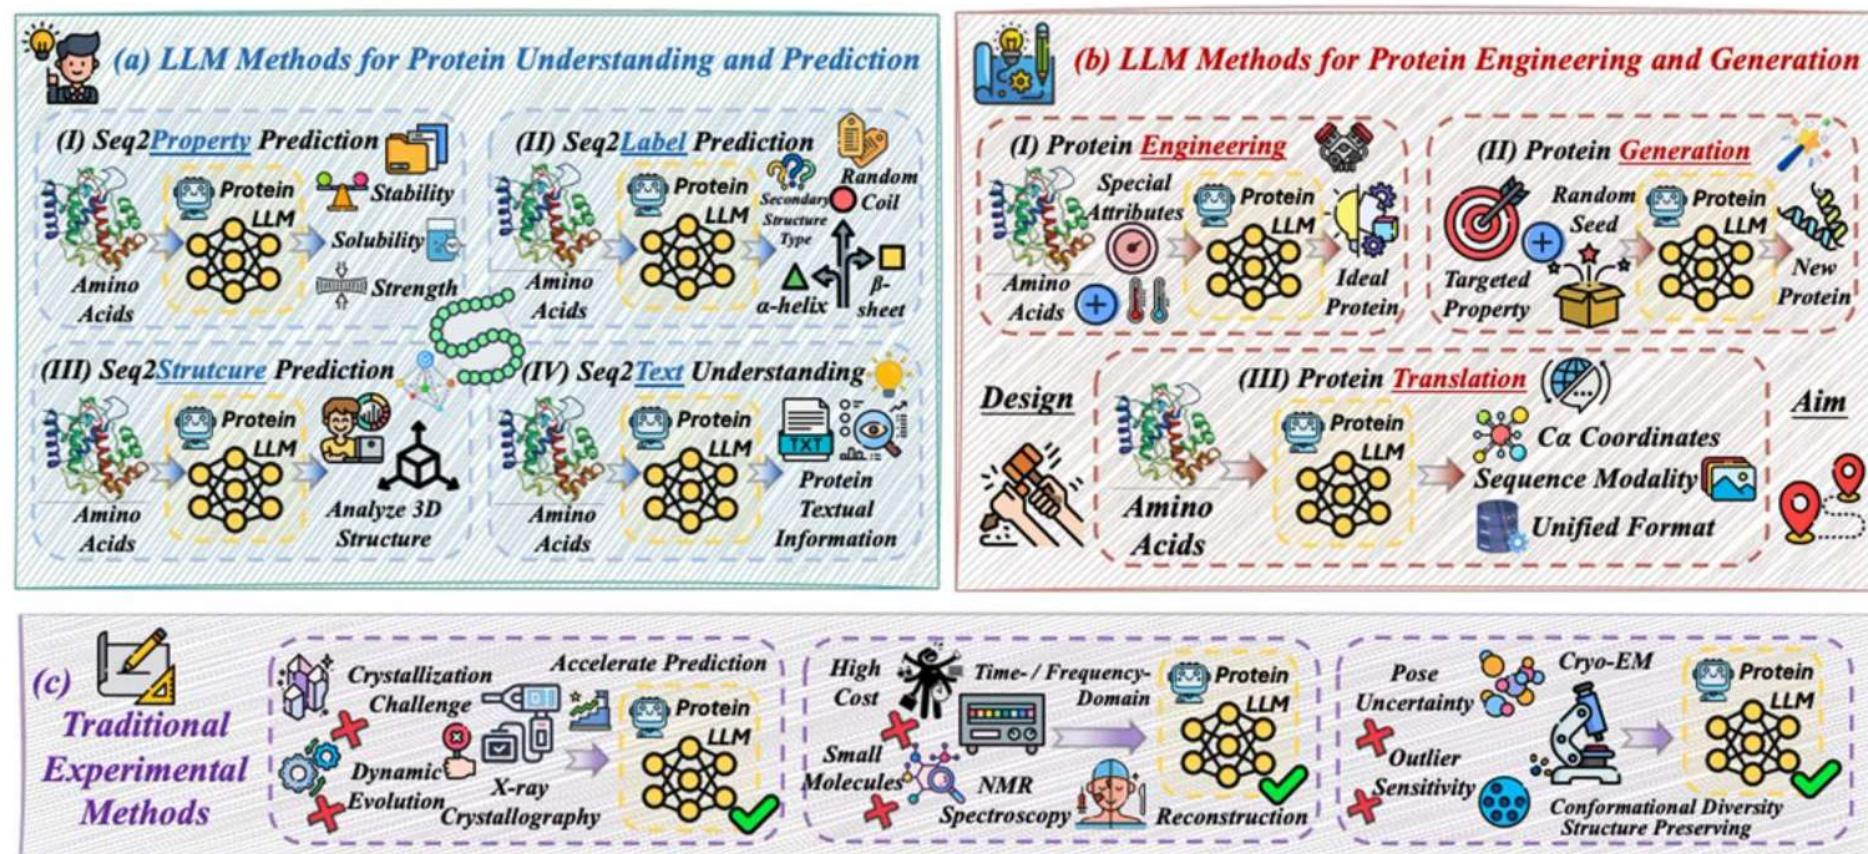 (a) LLM Methods for Protein Understanding and Prediction
(I) Seq2Property Prediction
Amino
Acids
Protein
LLM
Stability
Solubility
Strength
(II) Seq2Label Prediction
Amino
Acids
Protein
LLM
Secondary
Structure
Type
Random
Coil
α-helix
β-
sheet
(III) Seq2Strutcure Prediction
Amino
Acids
Protein
LLM
Analyze 3D
Structure
(IV) Seq2Text Understanding
Amino
Acids
Protein
LLM
TXT
Protein
Textual
Information
(b) LLM Methods for Protein Engineering and Generation
(I) Protein Engineering
Special
Attributes
Amino
Acids
Protein
LLM
Ideal
Protein
(II) Protein Generation
Targeted
Property
Random
Seed
Protein
LLM
New
Protein
Design
(III) Protein Translation
Amino
Acids
Protein
LLM
Cα Coordinates
Sequence Modality
Unified Format
Aim
(c)
Traditional
Experimental
Methods
Crystallization
Challenge
Dynamic
Evolution
X-ray
Crystallography
Accelerate Prediction
Protein
LLM
High
Cost
Small
Molecules
Time- / Frequency-
Domain
NMR
Spectroscopy
Protein
LLM
Reconstruction
Pose
Uncertainty
Outlier
Sensitivity
Cryo-EM
Protein
LLM
Conformational Diversity
Structure Preserving